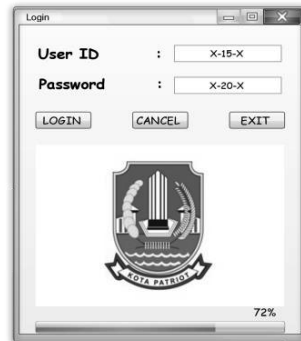 Login
User ID : X-15-X
Password : X-20-X
LOGIN CANCEL EXIT
KOTA PATRIOT
72%